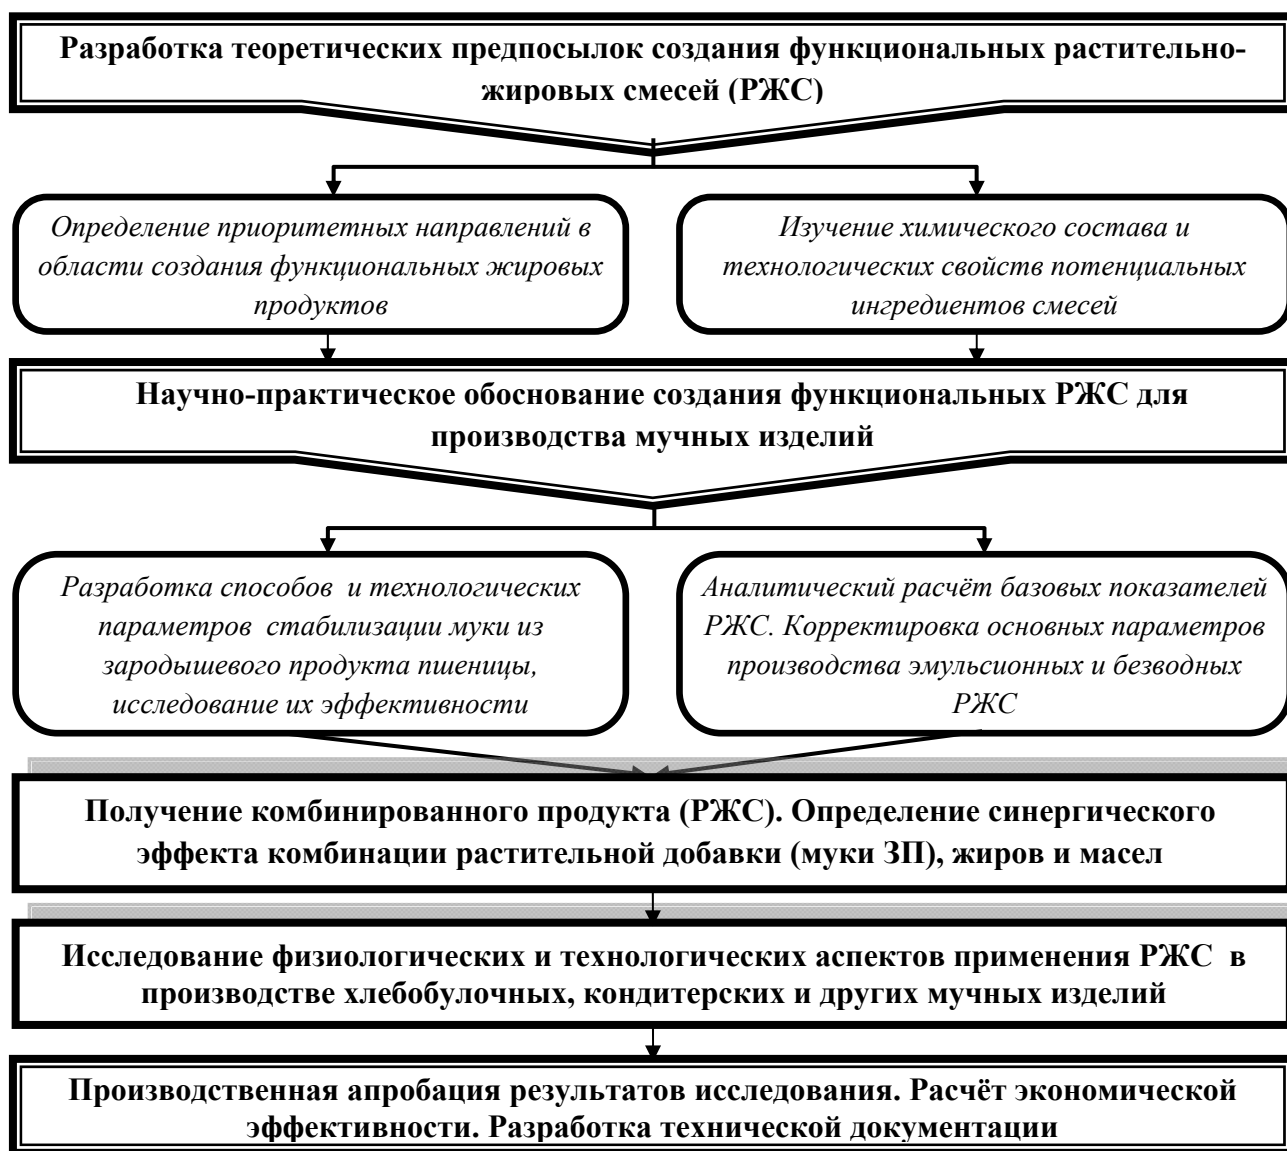 Разработка теоретических предпосылок создания функциональных растительно-
жировых смесей (РЖС)
Определение приоритетных направлений в
области создания функциональных жировых
продуктов
Изучение химического состава и
технологических свойств потенциальных
ингредиентов смесей
Научно-практическое обоснование создания функциональных РЖС для
производства мучных изделий
Разработка способов и технологических
параметров стабилизации муки из
зародышевого продукта пшеницы,
исследование их эффективности
Аналитический расчёт базовых показателей
РЖС. Корректировка основных параметров
производства эмульсионных и безводных
РЖС
Получение комбинированного продукта (РЖС). Определение синергического
эффекта комбинации растительной добавки (муки ЗП), жиров и масел
Исследование физиологических и технологических аспектов применения РЖС в
производстве хлебобулочных, кондитерских и других мучных изделий
Производственная апробация результатов исследования. Расчёт экономической
эффективности. Разработка технической документации